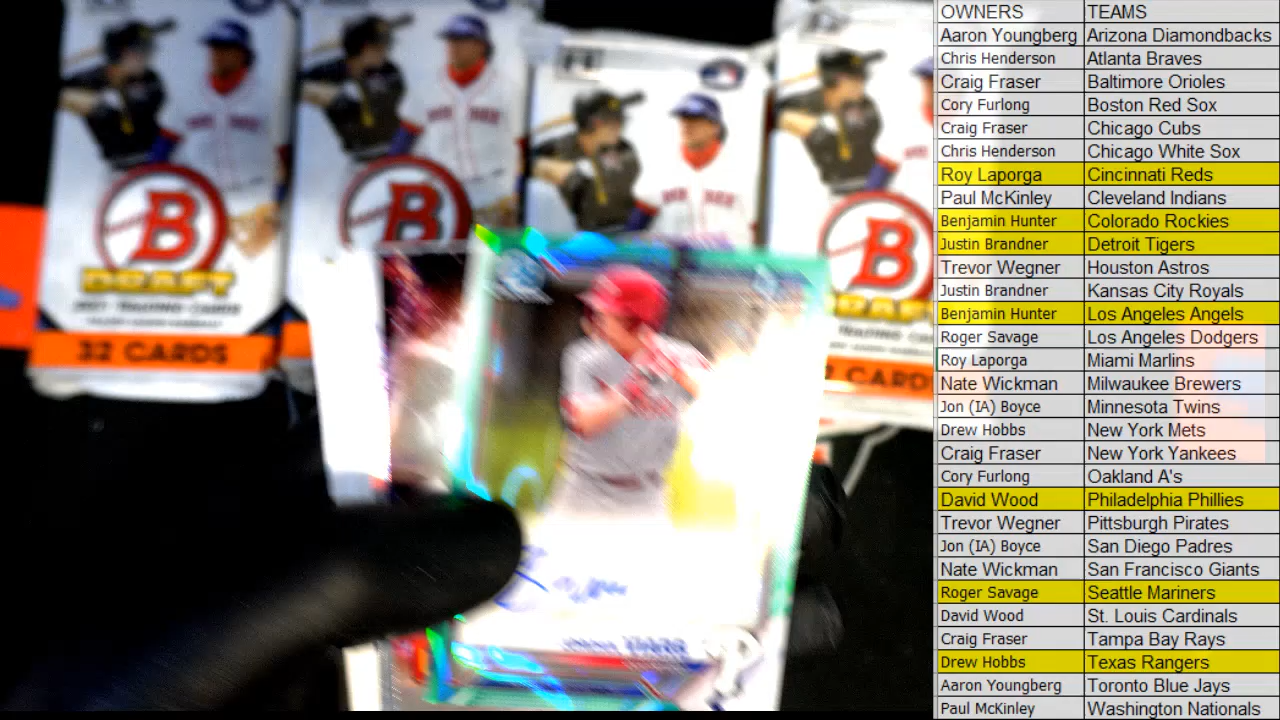 B
DRAFT
32 CARDS
B
B
CARD
OWNERS TEAMS
Aaron Youngberg Arizona Diamondbacks
Chris Henderson Atlanta Braves
Craig Fraser Baltimore Orioles
Cory Furlong Boston Red Sox
Craig Fraser Chicago Cubs
Chris Henderson Chicago White Sox
Roy Laporga Cincinnati Reds
Paul McKinley Cleveland Indians
Benjamin Hunter Colorado Rockies
Justin Brandner Detroit Tigers
Trevor Wegner Houston Astros
Justin Brandner Kansas City Royals
Benjamin Hunter Los Angeles Angels
Roger Savage Los Angeles Dodgers
Roy Laporga Miami Marlins
Nate Wickman Milwaukee Brewers
Jon (IA) Boyce Minnesota Twins
Drew Hobbs New York Mets
Craig Fraser New York Yankees
Cory Furlong Oakland A's
David Wood Philadelphia Phillies
Trevor Wegner Pittsburgh Pirates
Jon (IA) Boyce San Diego Padres
Nate Wickman San Francisco Giants
Roger Savage Seattle Mariners
David Wood St. Louis Cardinals
Craig Fraser Tampa Bay Rays
Drew Hobbs Texas Rangers
Aaron Youngberg Toronto Blue Jays
Paul McKinley Washington Nationals